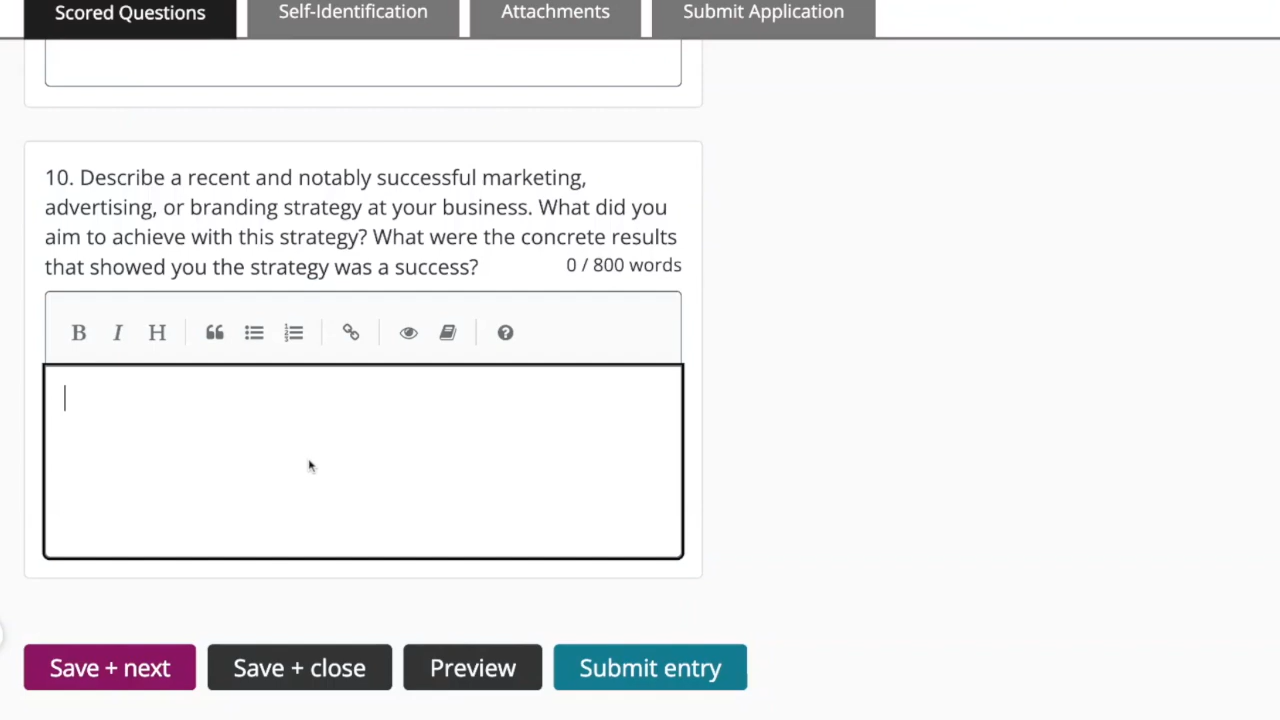 Scored Questions
Self-Identification
Attachments
Submit Application
10. Describe a recent and notably successful marketing,
advertising, or branding strategy at your business. What did you
aim to achieve with this strategy? What were the concrete results
that showed you the strategy was a success?
0 / 800 words
B I H
Save + next
Save + close
Preview
Submit entry